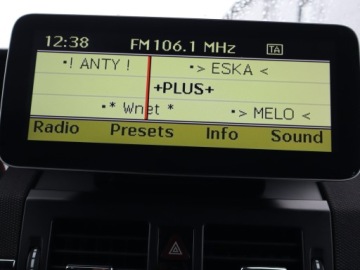 12:38 FM 106.1 MHz TA
•! ANTY ! •> ESKA <
+PLUS+
•* Wnet * •> MELO <
Radio Presets Info Sound